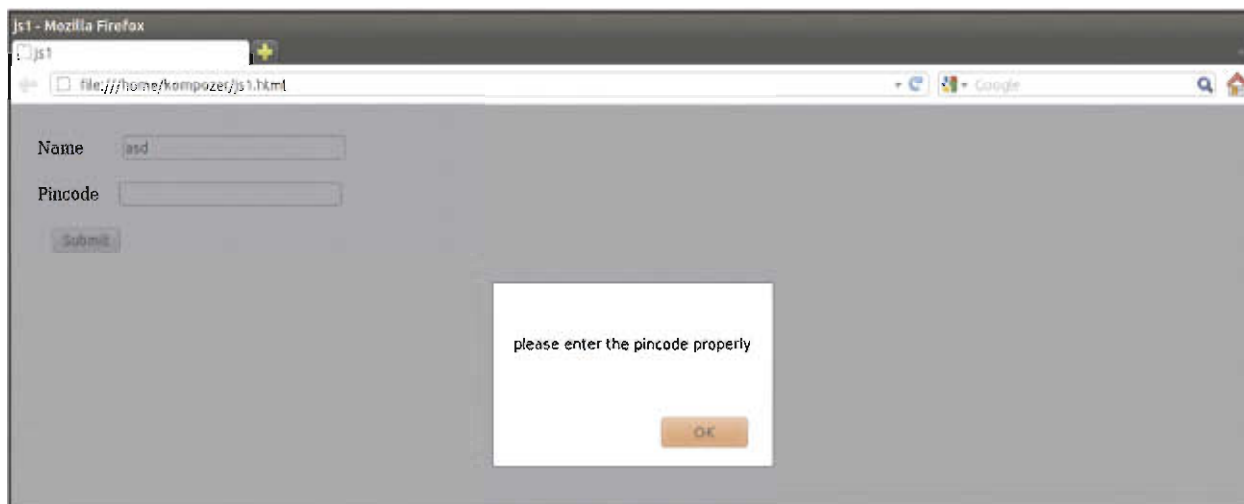 js1 - Mozilla Firefox
js1
file:///home/kompozer/js1.html
Google
Name asd
Pincode
Submit
please enter the pincode properly
OK